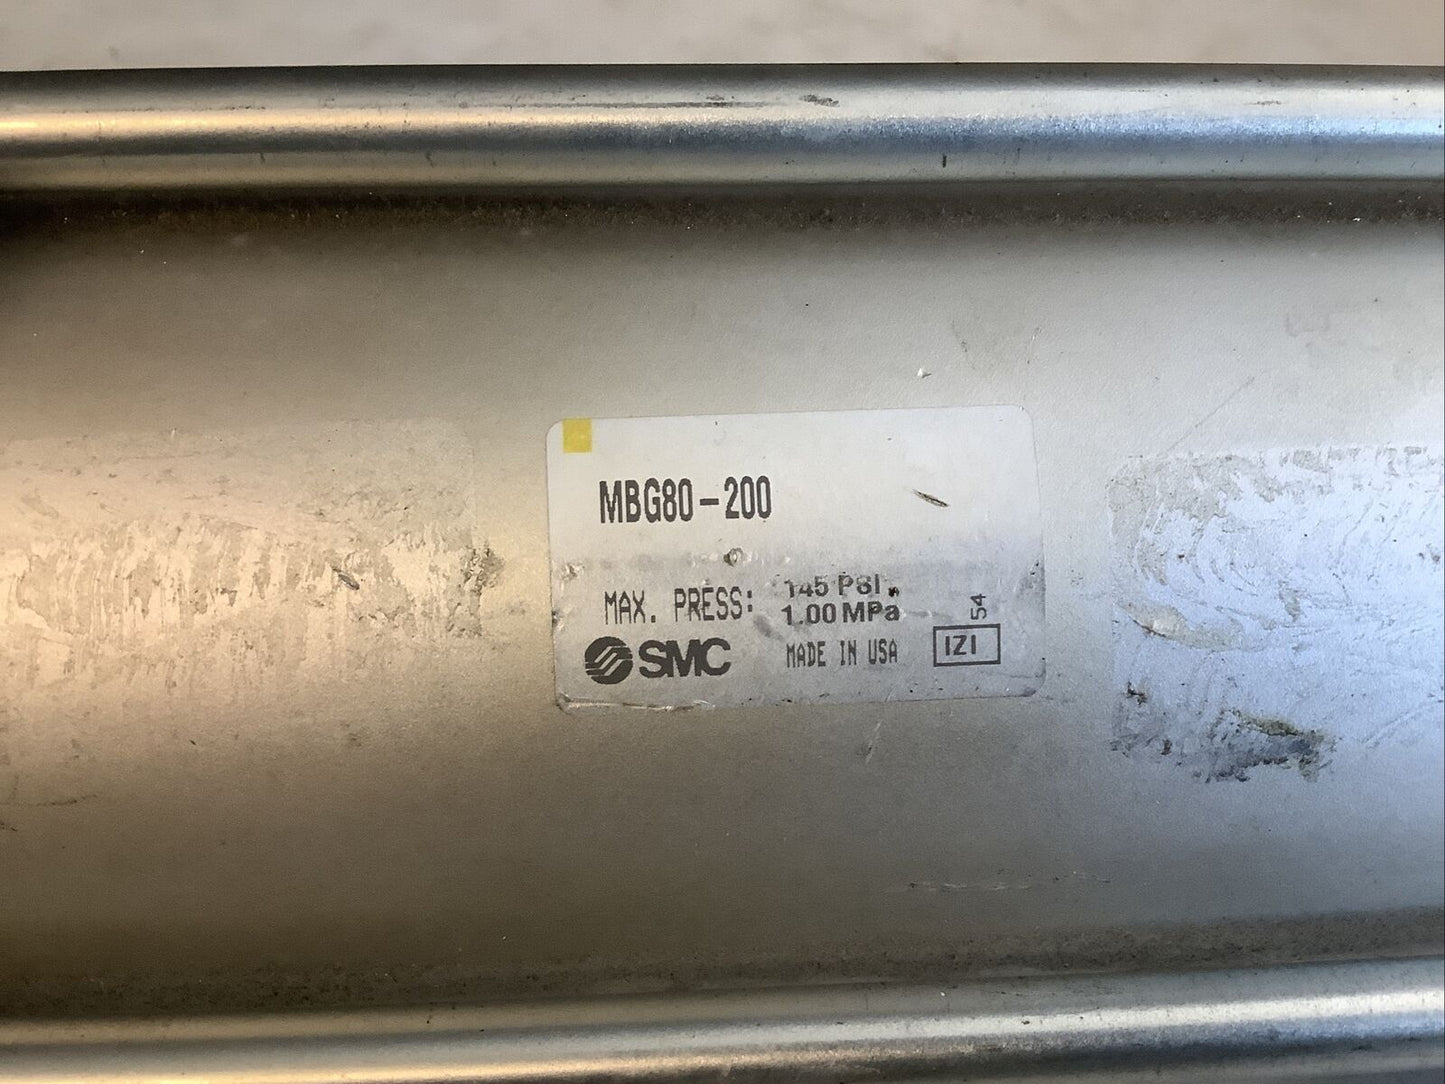 MBG80-200
MAX. PRESS: 145 PSI.
1.00 MPa
SMC MADE IN USA IZI 54